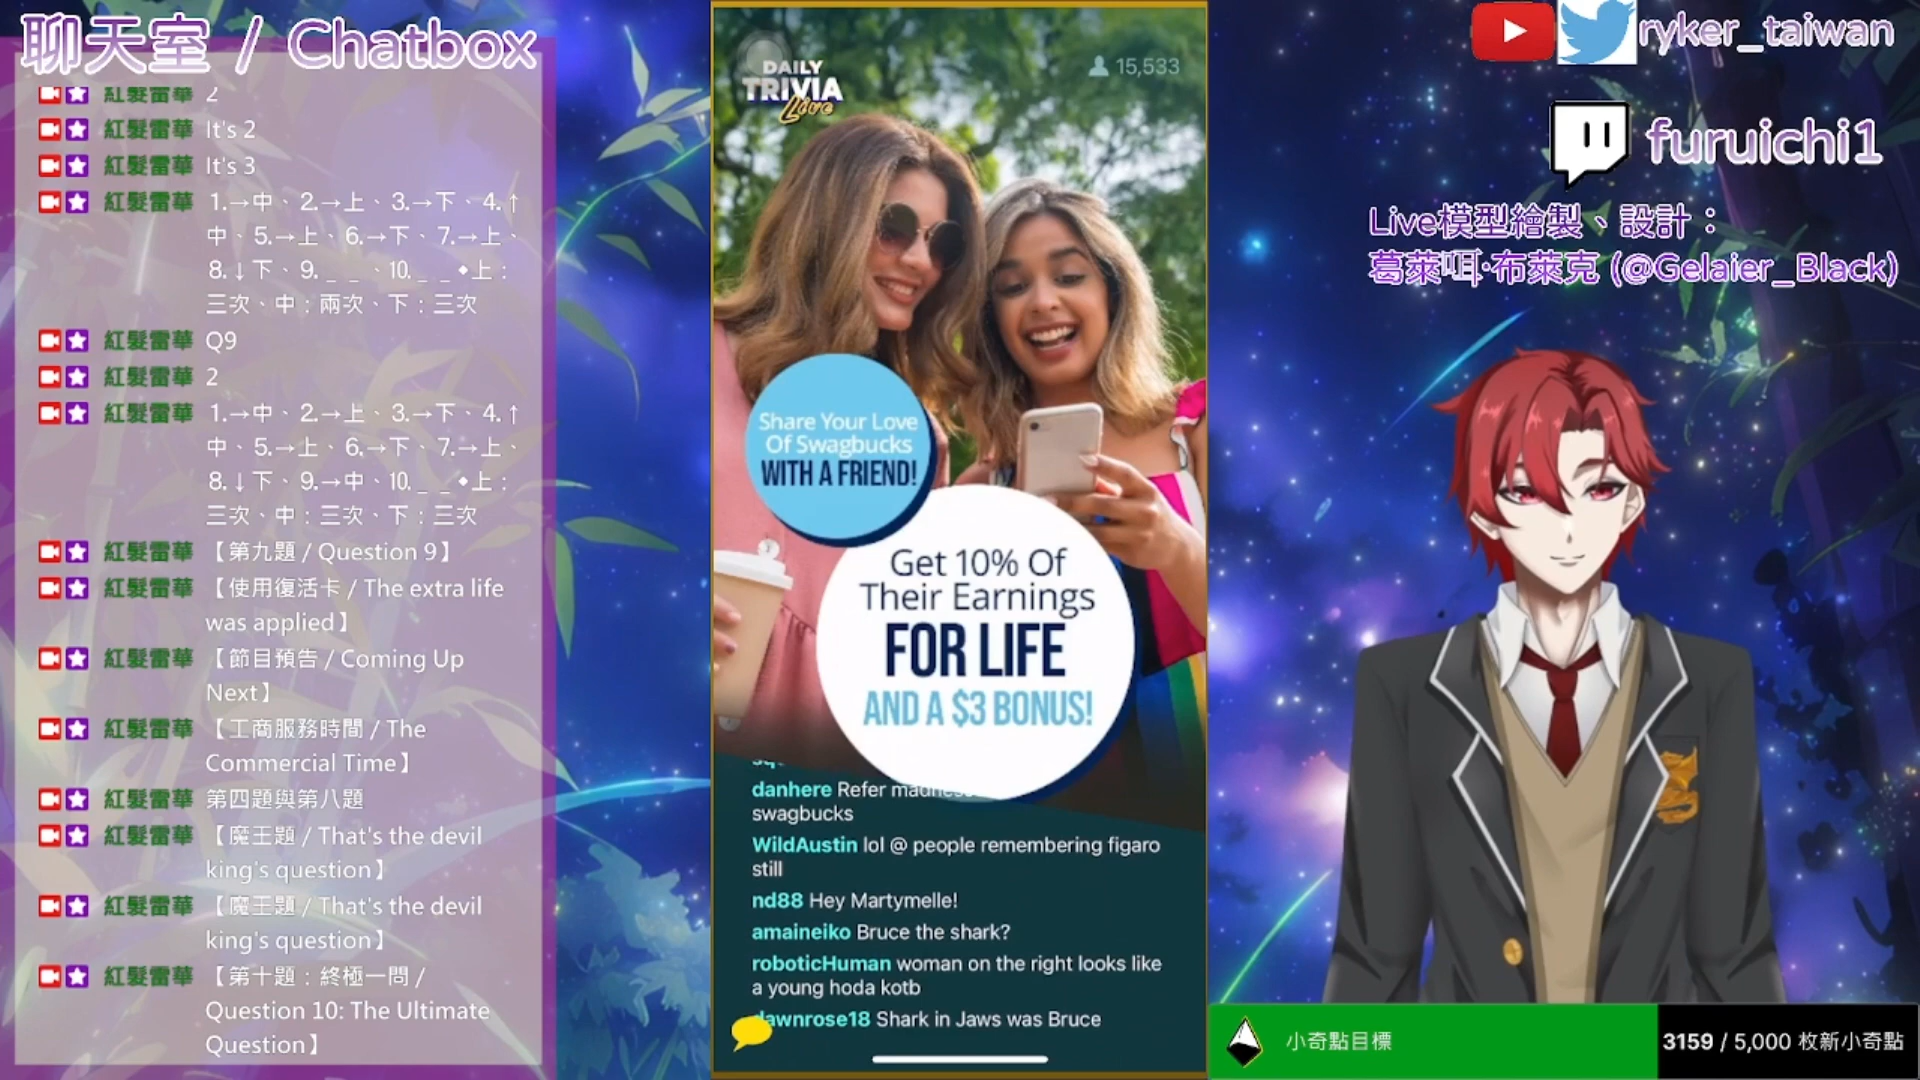 聊天室 / Chatbox
紅髮雷華 2
紅髮雷華 It's 2
紅髮雷華 It's 3
紅髮雷華 1.→中、2.→上、3.→下、4.↑
中、5.→上、6.→下、7.→上、
8.↓下、9.＿＿、10.＿＿◆上：
三次、中：兩次、下：三次
紅髮雷華 Q9
紅髮雷華 2
紅髮雷華 1.→中、2.→上、3.→下、4.↑
中、5.→上、6.→下、7.→上、
8.↓下、9.→中、10.＿＿◆上：
三次、中：三次、下：三次
紅髮雷華 【第九題 / Question 9】
紅髮雷華 【使用復活卡 / The extra life
was applied】
紅髮雷華 【節目預告 / Coming Up
Next】
紅髮雷華 【工商服務時間 / The
Commercial Time】
紅髮雷華 第四題與第八題
紅髮雷華 【魔王題 / That's the devil
king's question】
紅髮雷華 【魔王題 / That's the devil
king's question】
紅髮雷華 【第十題：終極一問 /
Question 10: The Ultimate
Question】
DAILY
TRIVIA
Live
15,533
Share Your Love
Of Swagbucks
WITH A FRIEND!
Get 10% Of
Their Earnings
FOR LIFE
AND A $3 BONUS!
danhere Refer madness
swagbucks
WildAustin lol @ people remembering figaro
still
nd88 Hey Martymelle!
amaineiko Bruce the shark?
roboticHuman woman on the right looks like
a young hoda kotb
dawnrose18 Shark in Jaws was Bruce
ryker_taiwan
furuichi1
Live模型繪製、設計：
葛萊咡·布萊克 (@Gelaier_Black)
小奇點目標
3159 / 5,000 枚新小奇點